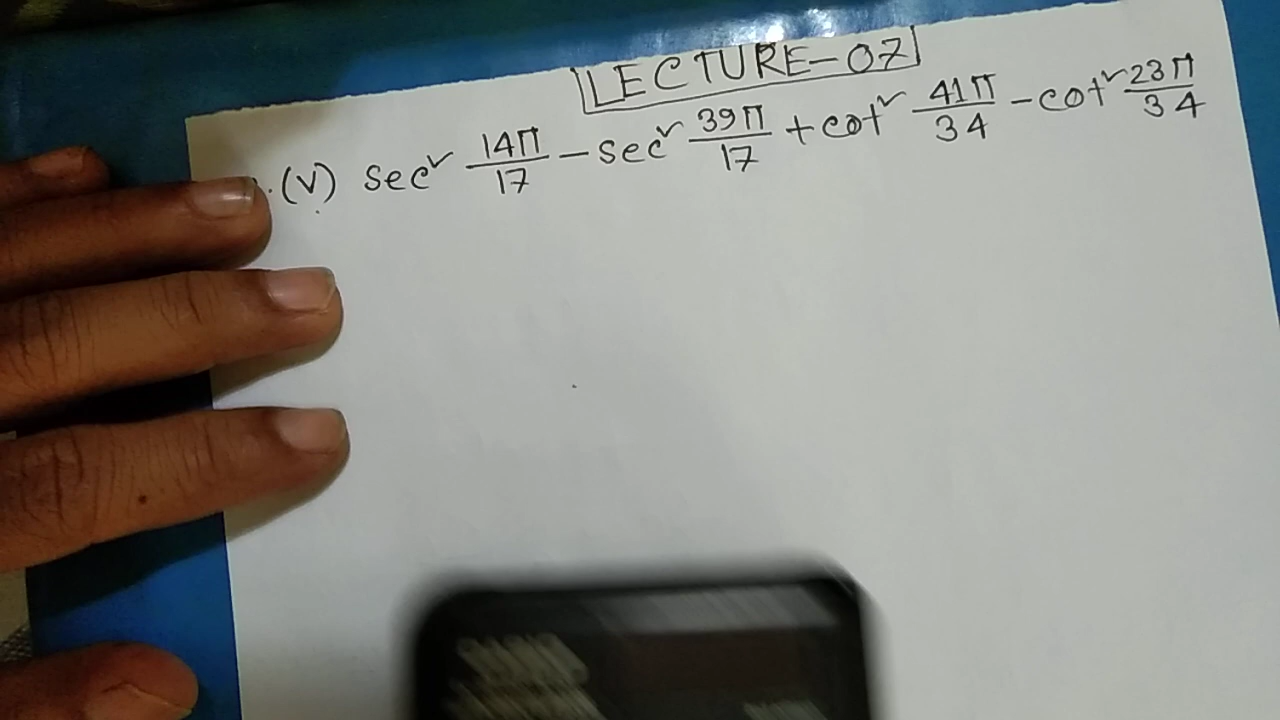 LECTURE-07
(V) sec² 14π/17 - sec² 39π/17 + cot² 41π/34 - cot² 23π/34